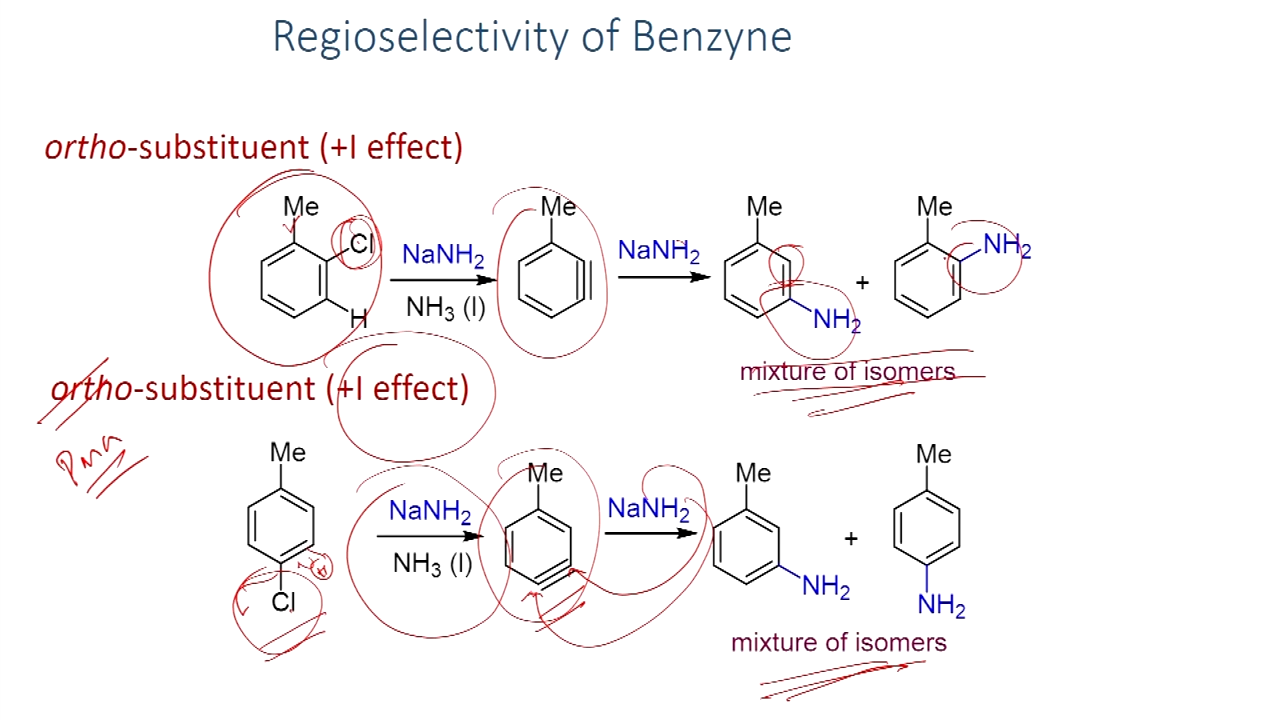 Regioselectivity of Benzyne
ortho-substituent (+I effect)
Me
Cl
H
NaNH2
NH3 (l)
Me
NaNH2
Me
NH2
+
Me
NH2
mixture of isomers
ortho-substituent (+I effect)
Me
Cl
NaNH2
NH3 (l)
Me
NaNH2
Me
NH2
+
Me
NH2
mixture of isomers